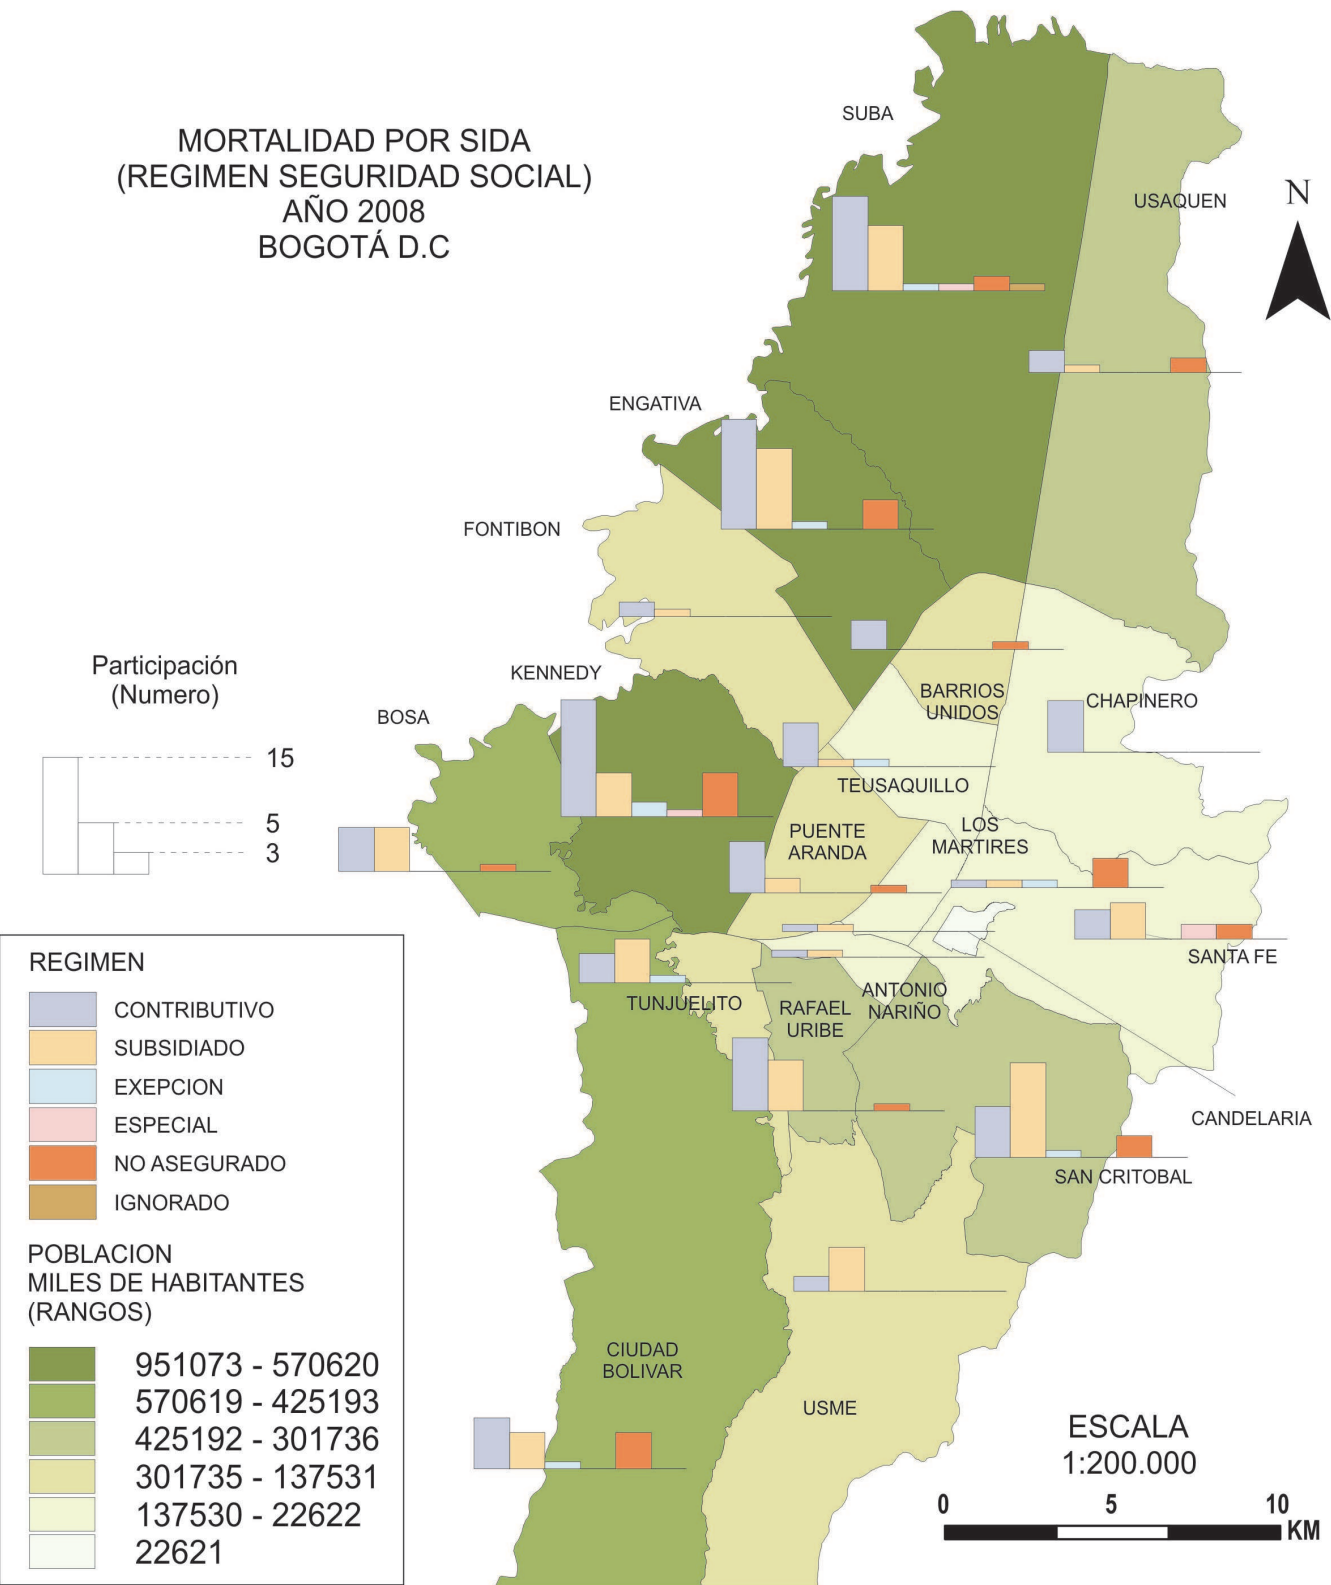 MORTALIDAD POR SIDA
(REGIMEN SEGURIDAD SOCIAL)
AÑO 2008
BOGOTÁ D.C
SUBA
USAQUEN
N
ENGATIVA
FONTIBON
Participación
(Numero)
15
5
3
KENNEDY
BOSA
BARRIOS
UNIDOS
CHAPINERO
TEUSAQUILLO
PUENTE
ARANDA
LOS
MARTIRES
SANTA FE
TUNJUELITO
RAFAEL
URIBE
ANTONIO
NARIÑO
CANDELARIA
SAN CRITOBAL
CIUDAD
BOLIVAR
USME
REGIMEN
CONTRIBUTIVO
SUBSIDIADO
EXEPCION
ESPECIAL
NO ASEGURADO
IGNORADO
POBLACION
MILES DE HABITANTES
(RANGOS)
951073 - 570620
570619 - 425193
425192 - 301736
301735 - 137531
137530 - 22622
22621
ESCALA
1:200.000
0 5 10
KM